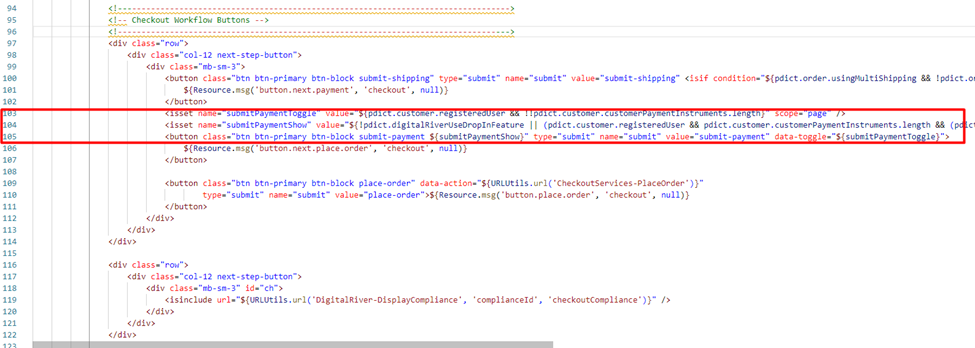 94 <!------------------------------------------------------------------------------------------>
95 <!-- Checkout Workflow Buttons -->
96 <!------------------------------------------------------------------------------------------>
97 <div class="row">
98 <div class="col-12 next-step-button">
99 <div class="mb-sm-3">
100 <button class="btn btn-primary btn-block submit-shipping" type="submit" name="submit" value="submit-shipping" <isif condition="${pdict.order.usingMultiShipping && !pdict.o
101 ${Resource.msg('button.next.payment', 'checkout', null)}
102 </button>
103 <isset name="submitPaymentToggle" value="${pdict.customer.registeredUser && !!pdict.customer.customerPaymentInstruments.length}" scope="page" />
104 <isset name="submitPaymentShow" value="${!pdict.digitalRiverUseDropInFeature || (pdict.customer.registeredUser && pdict.customer.customerPaymentInstruments.length && (pdict
105 <button class="btn btn-primary btn-block submit-payment ${submitPaymentShow}" type="submit" name="submit" value="submit-payment" data-toggle="${submitPaymentToggle}">
106 ${Resource.msg('button.next.place.order', 'checkout', null)}
107 </button>
108
109 <button class="btn btn-primary btn-block place-order" data-action="${URLUtils.url('CheckoutServices-PlaceOrder')}"
110 type="submit" name="submit" value="place-order">${Resource.msg('button.place.order', 'checkout', null)}
111 </button>
112 </div>
113 </div>
114 </div>
115
116 <div class="row">
117 <div class="col-12 next-step-button">
118 <div class="mb-sm-3" id="ch">
119 <isinclude url="${URLUtils.url('DigitalRiver-DisplayCompliance', 'complianceId', 'checkoutCompliance')}" />
120 </div>
121 </div>
122 </div>
123